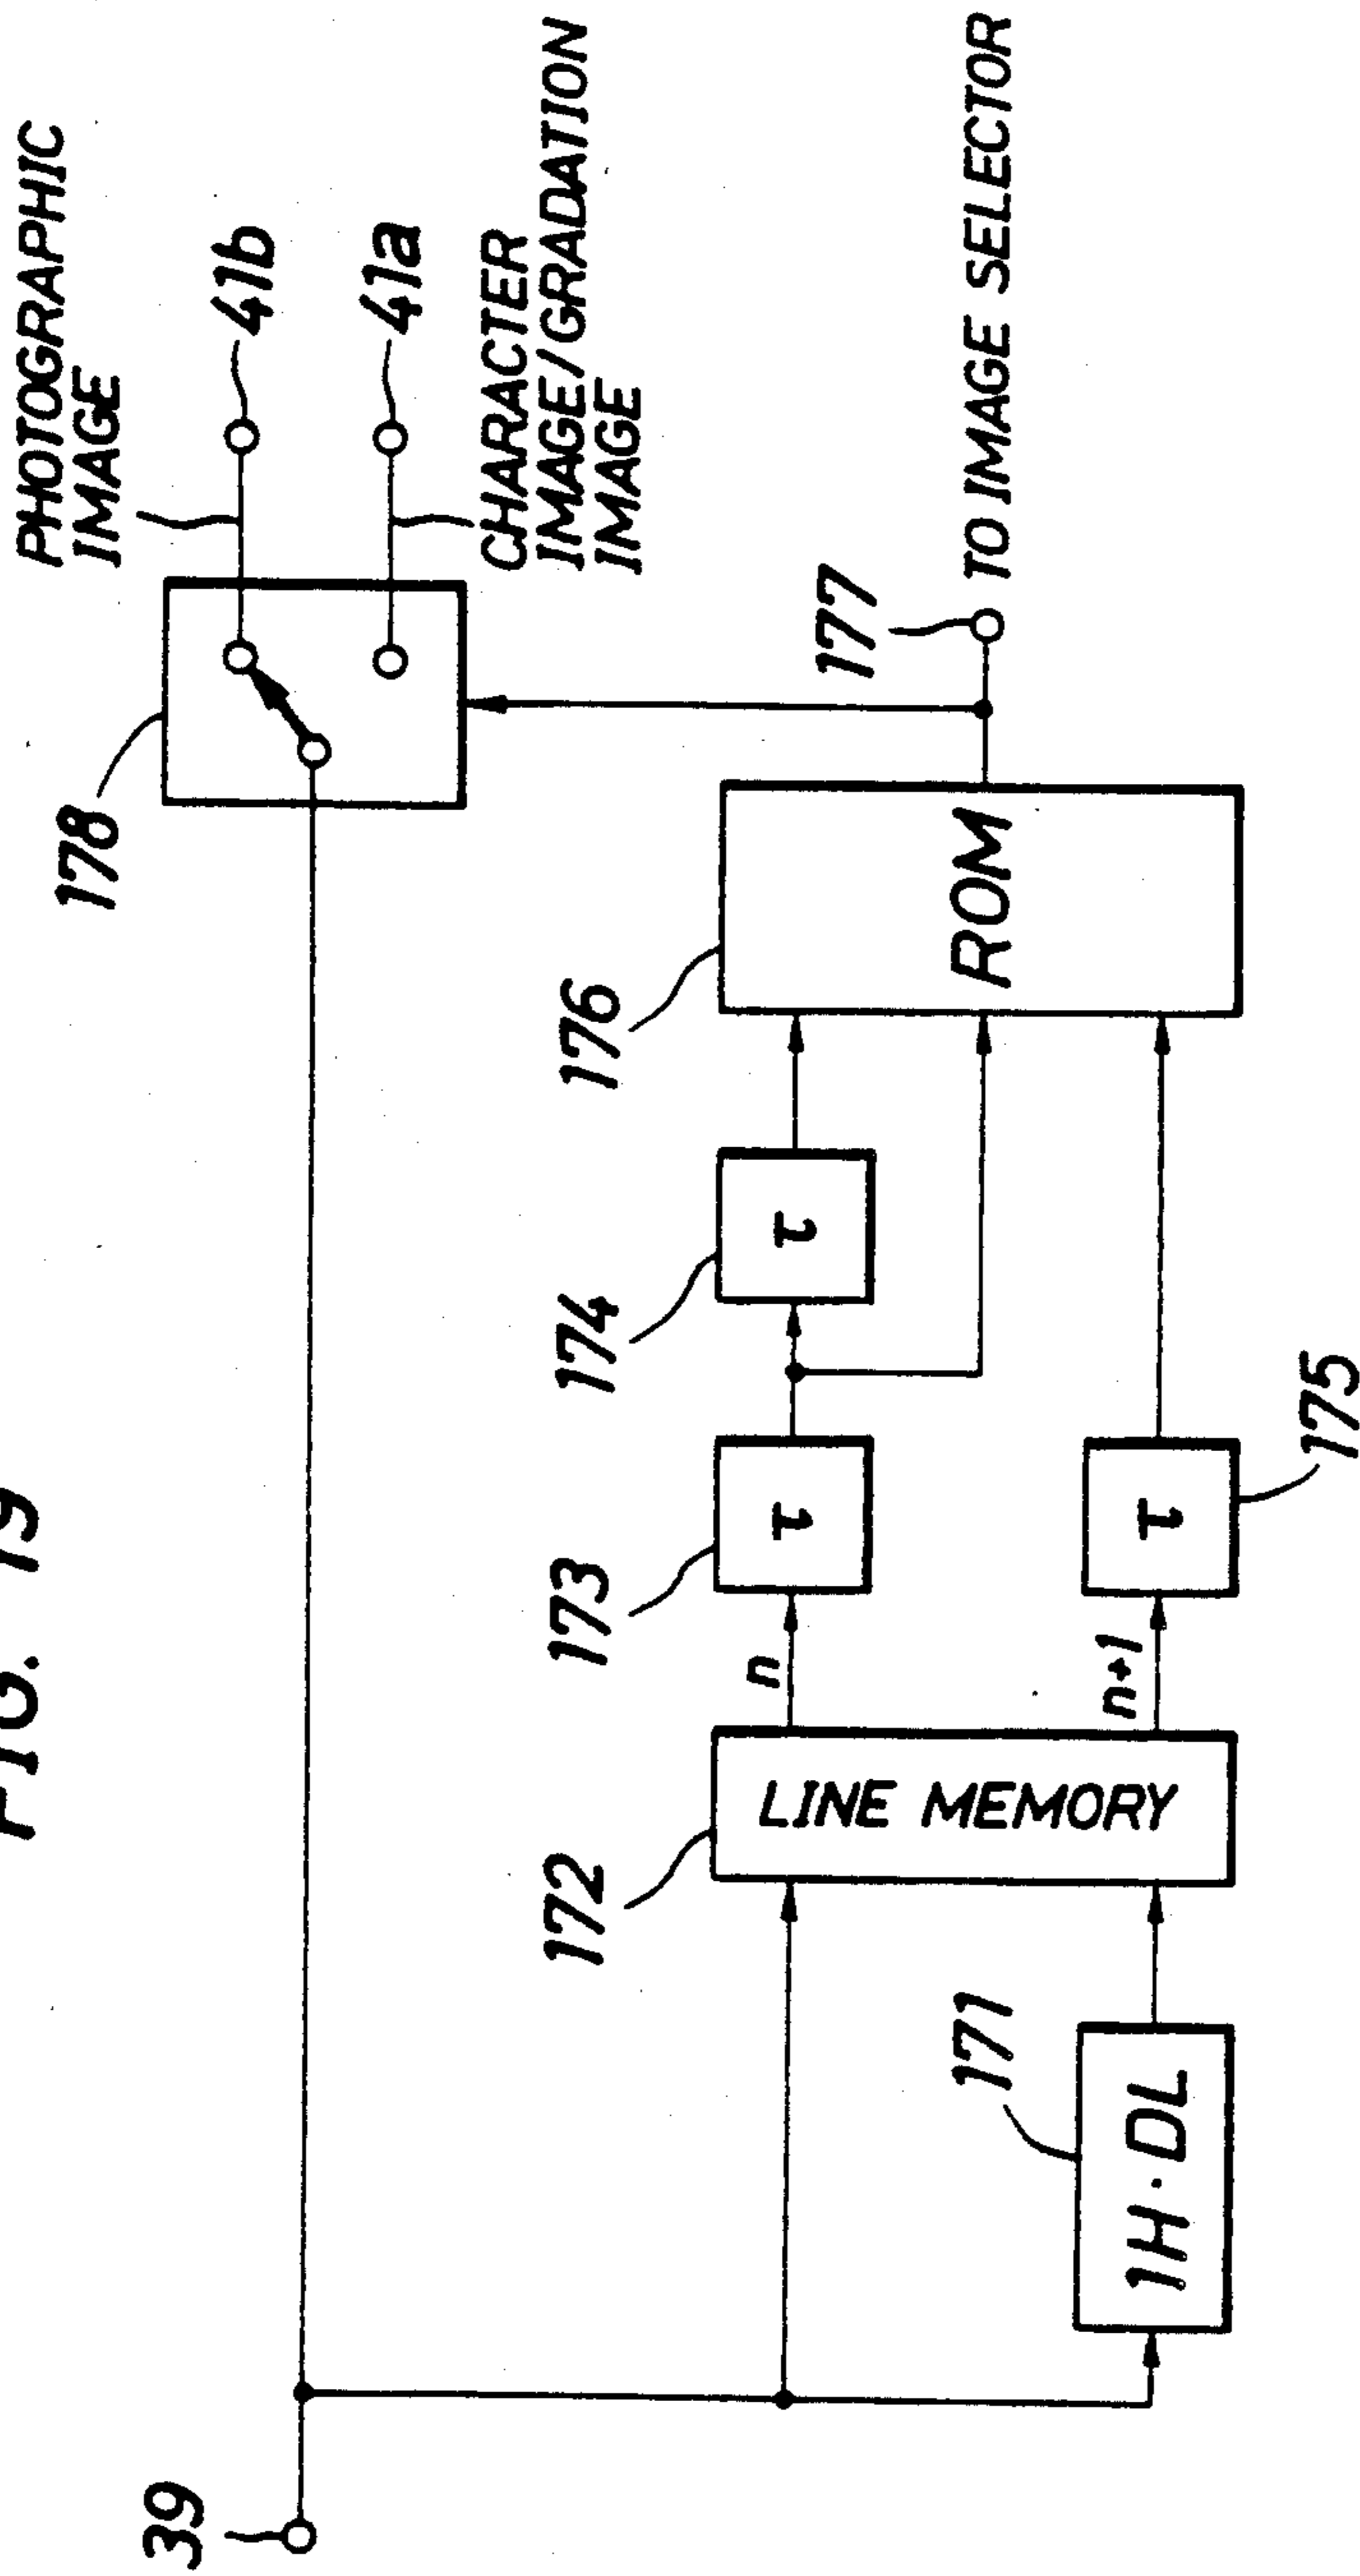 FIG. 19
PHOTOGRAPHIC
IMAGE
178
41b
41a
CHARACTER
IMAGE/GRADATION
IMAGE
39
172
173
174
176
177
TO IMAGE SELECTOR
n
τ
τ
ROM
LINE MEMORY
171
n+1
1H·DL
τ
175